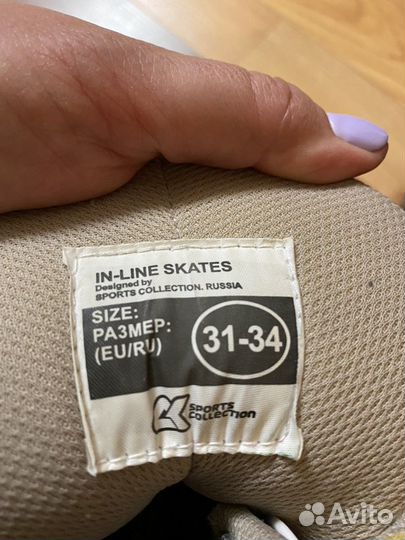 IN-LINE SKATES
Designed by
SPORTS COLLECTION. RUSSIA
SIZE:
РАЗМЕР:
(EU/RU)
31-34
SPORTS
COLLECTION
Avito